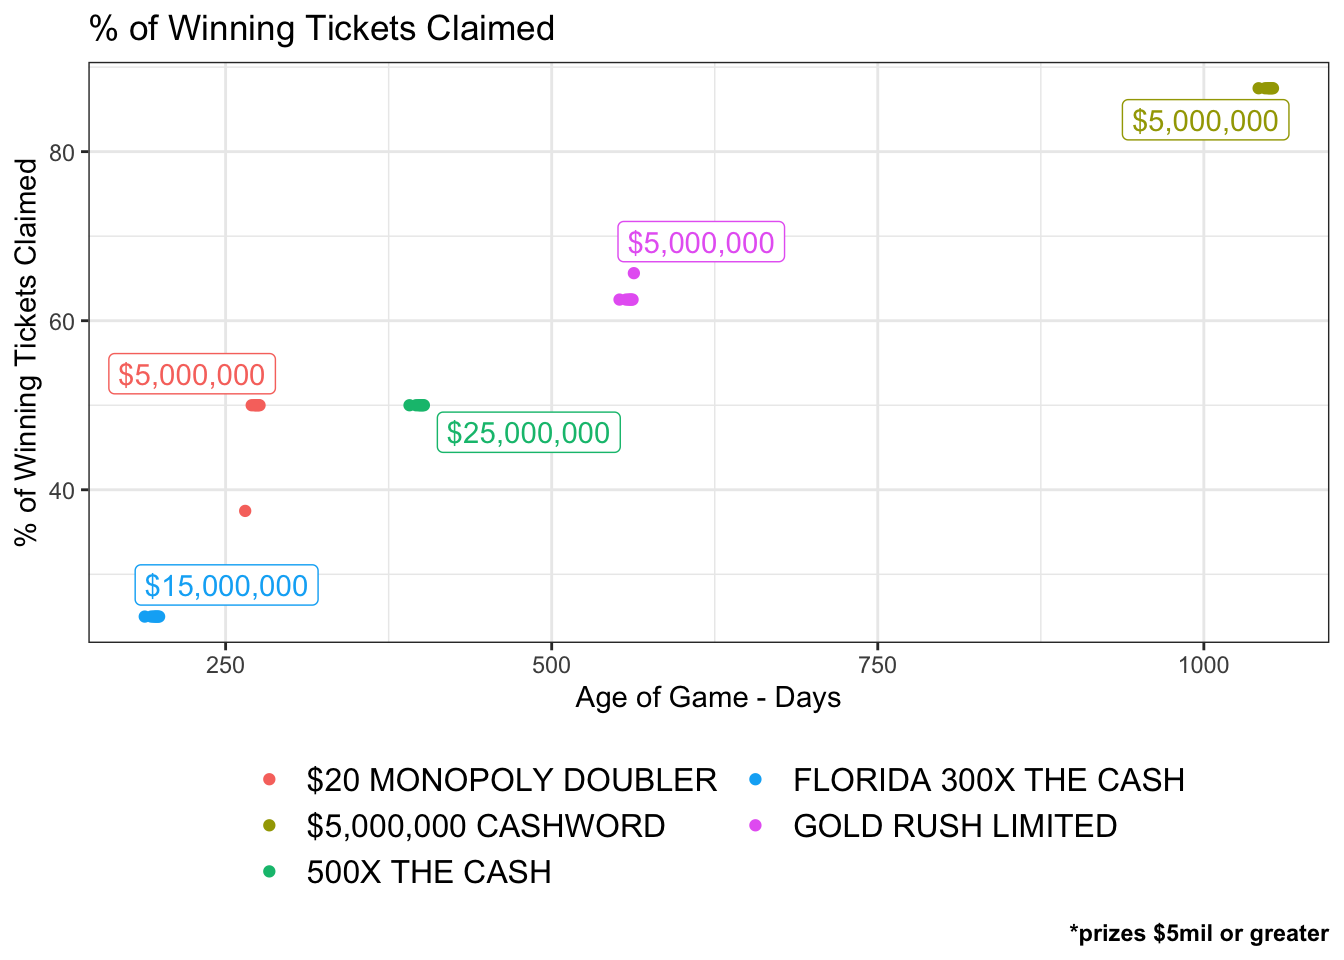 % of Winning Tickets Claimed
% of Winning Tickets Claimed
80
60
40
$5,000,000
$5,000,000
$5,000,000
$25,000,000
$15,000,000
250 500 750 1000
Age of Game - Days
$20 MONOPOLY DOUBLER
$5,000,000 CASHWORD
500X THE CASH
FLORIDA 300X THE CASH
GOLD RUSH LIMITED
*prizes $5mil or greater